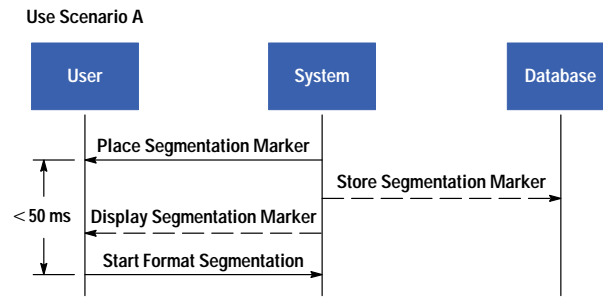 Use Scenario A
User
System
Database
Place Segmentation Marker
Store Segmentation Marker
< 50 ms
Display Segmentation Marker
Start Format Segmentation